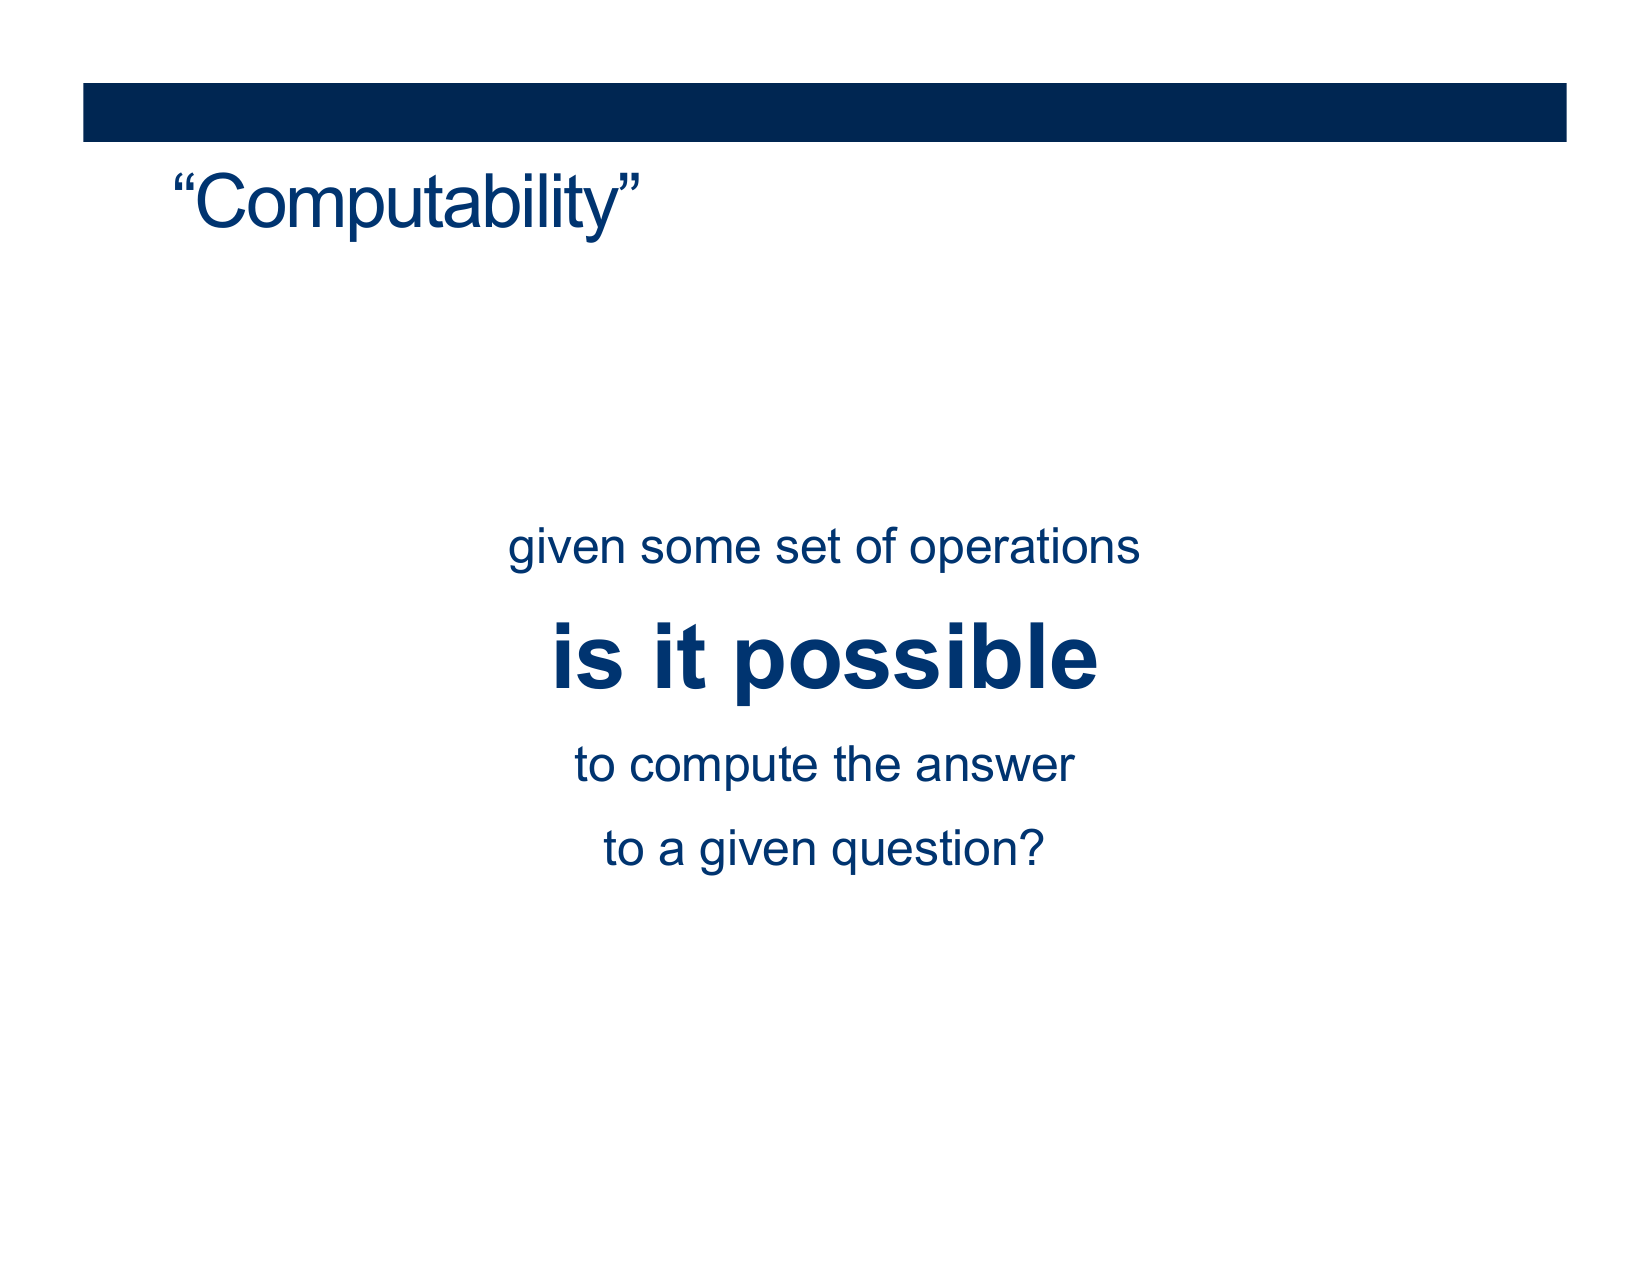 “Computability”
given some set of operations
is it possible
to compute the answer
to a given question?